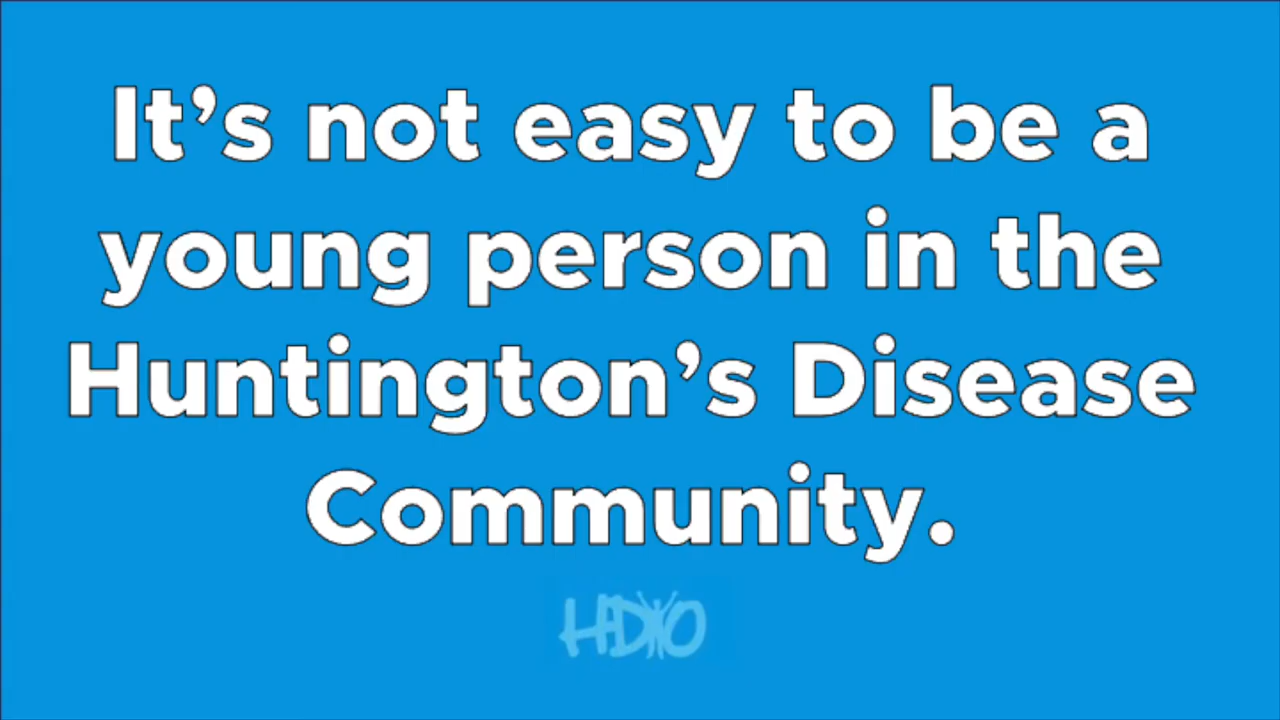 It’s not easy to be a
young person in the
Huntington’s Disease
Community.
HDYO